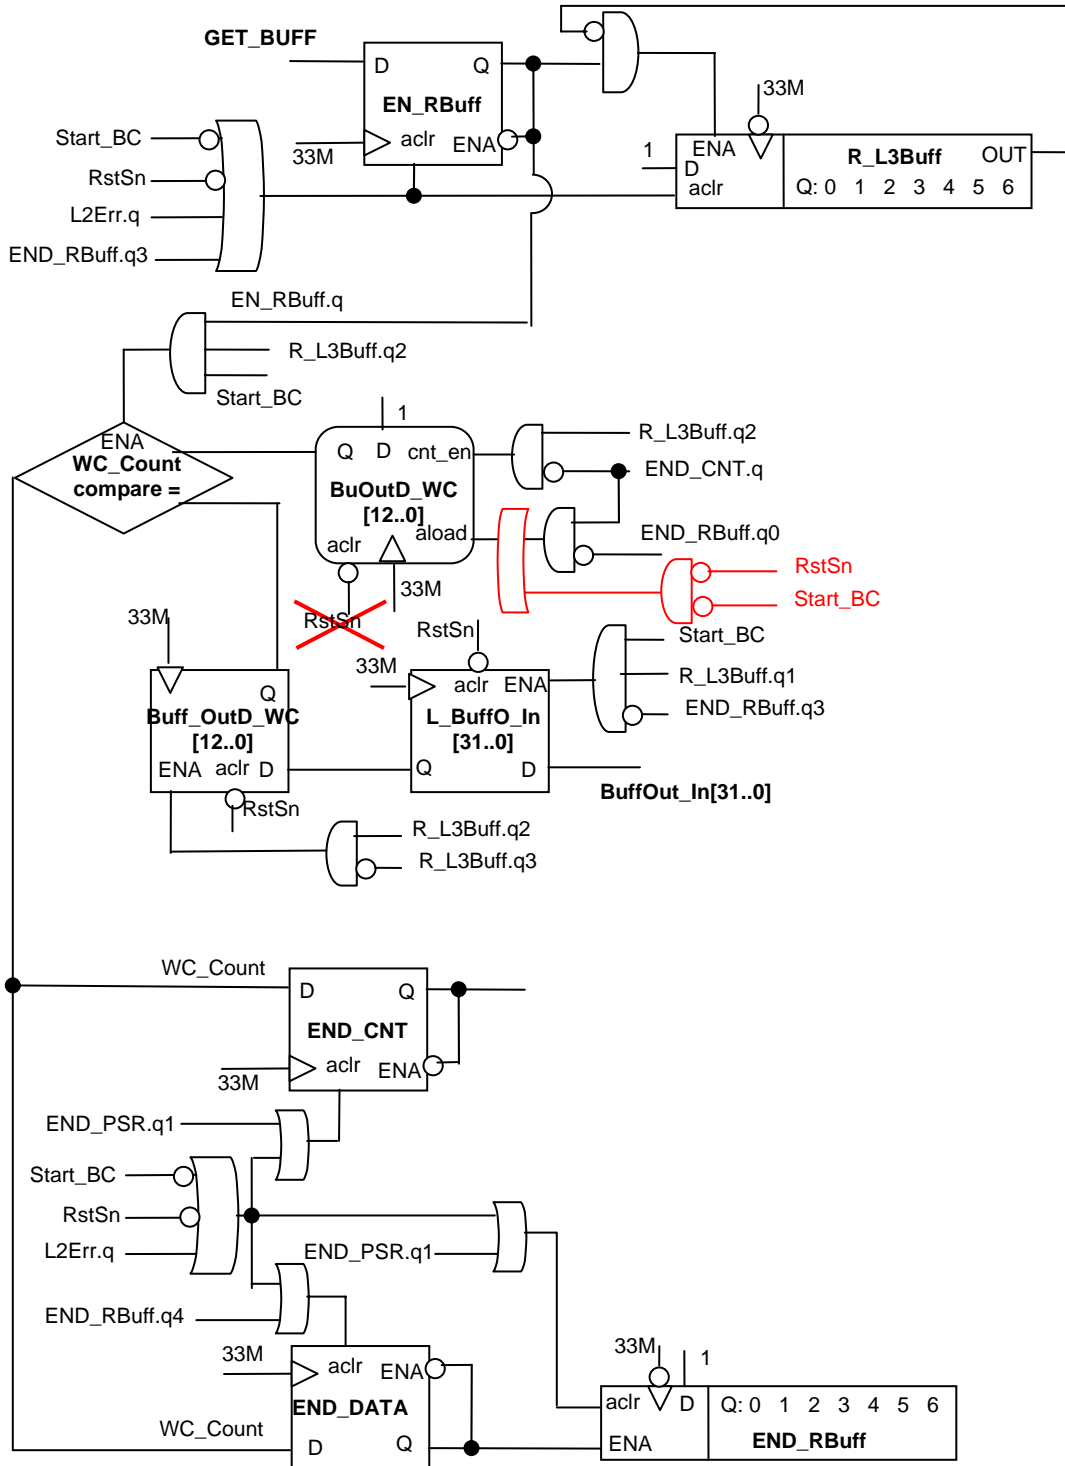 GET_BUFF
D Q
EN_RBuff
aclr ENA
33M
Start_BC
RstSn
L2Err.q
END_RBuff.q3
33M
1
ENA
D
aclr
R_L3Buff OUT
Q: 0 1 2 3 4 5 6
EN_RBuff.q
R_L3Buff.q2
Start_BC
ENA
WC_Count
compare =
1
Q D cnt_en
BuOutD_WC
[12..0]
aload
aclr
33M
RstSn
R_L3Buff.q2
END_CNT.q
END_RBuff.q0
RstSn
Start_BC
33M
Q
Buff_OutD_WC
[12..0]
ENA aclr D
RstSn
RstSn
33M
aclr ENA
L_BuffO_In
[31..0]
Q D
Start_BC
R_L3Buff.q1
END_RBuff.q3
BuffOut_In[31..0]
R_L3Buff.q2
R_L3Buff.q3
WC_Count
D Q
END_CNT
aclr ENA
33M
END_PSR.q1
Start_BC
RstSn
L2Err.q
END_PSR.q1
END_RBuff.q4
33M
aclr ENA
END_DATA
WC_Count
D Q
33M
1
aclr D
ENA
Q: 0 1 2 3 4 5 6
END_RBuff